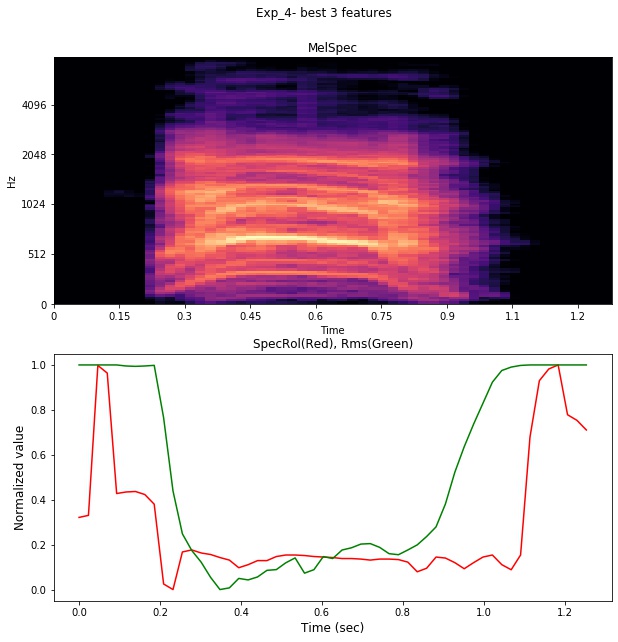 Exp_4- best 3 features
MelSpec
4096
2048
1024
512
0
Hz
0 0.15 0.3 0.45 0.6 0.75 0.9 1.1 1.2
Time
SpecRol(Red), Rms(Green)
1.0
0.8
0.6
0.4
0.2
0.0
Normalized value
0.0 0.2 0.4 0.6 0.8 1.0 1.2
Time (sec)